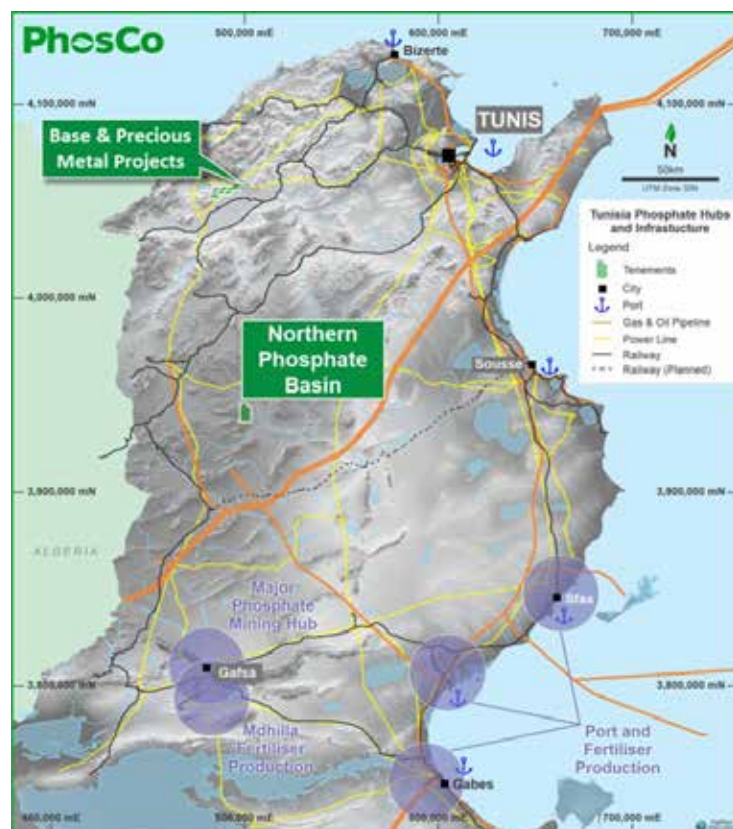 PhosCo
500,000 mE
600,000 mE
700,000 mE
Bizerte
4,100,000 mN
4,100,000 mN
TUNIS
Base & Precious
Metal Projects
N
50km
UTM Zone 32N
Tunisia Phosphate Hubs
and Infrastucture
Legend
Tenements
City
Port
Gas & Oil Pipeline
Power Line
Railway
Railway (Planned)
4,000,000 mN
Northern
Phosphate
Basin
Sousse
3,900,000 mN
3,900,000 mN
ALGERIA
Major
Phosphate
Mining Hub
Sfax
Gafsa
3,800,000 mN
3,800,000 mN
Mdhilla
Fertiliser
Production
Port and
Fertiliser
Production
Gabes
500,000 mE
600,000 mE
700,000 mE